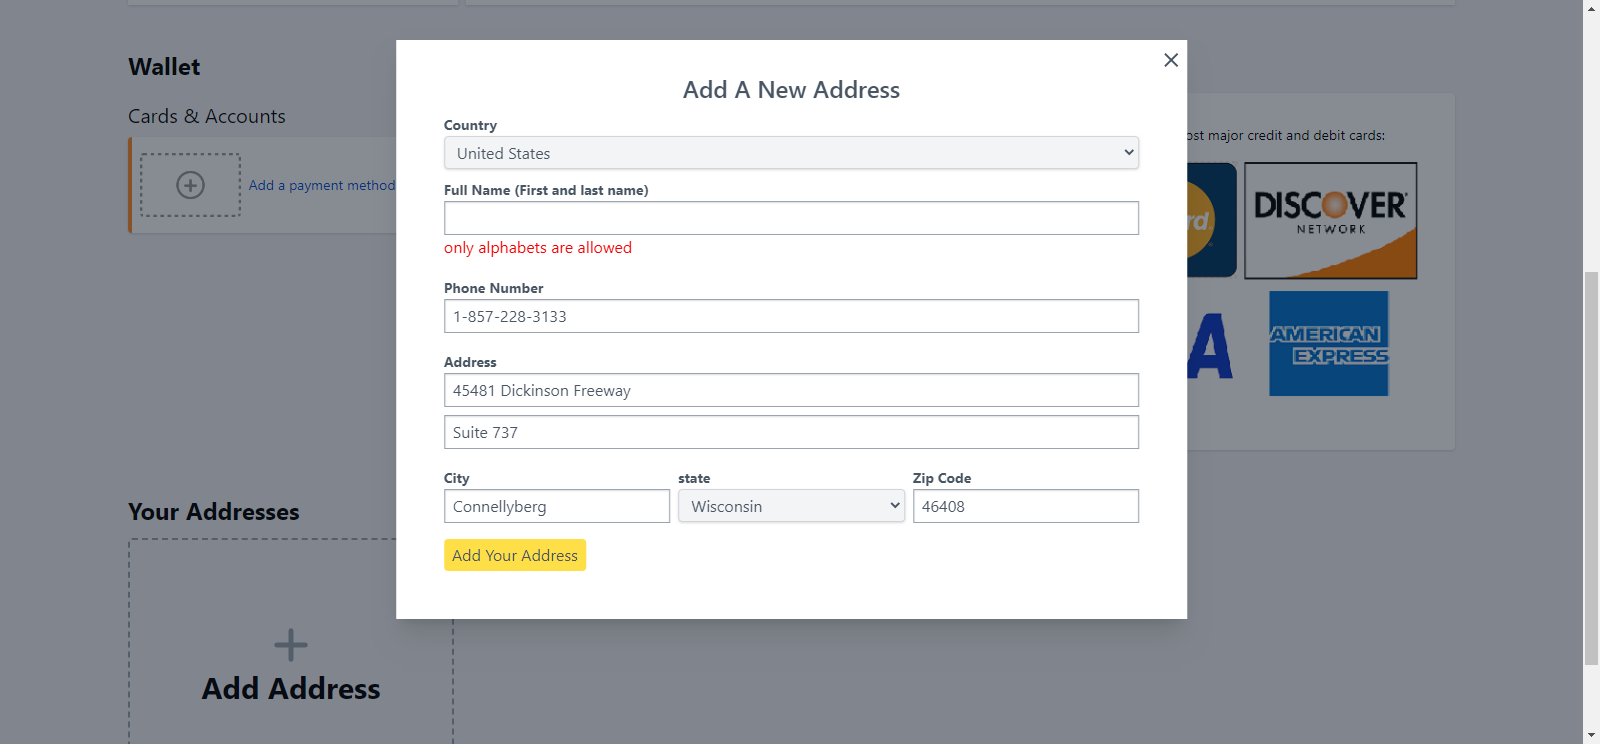 Wallet
Cards & Accounts
Add a payment method
Add A New Address
Country
United States
Full Name (First and last name)
only alphabets are allowed
Phone Number
1-857-228-3133
Address
45481 Dickinson Freeway
Suite 737
City
state
Zip Code
Connellyberg
Wisconsin
46408
Add Your Address
major credit and debit cards:
DISCOVER
NETWORK
AMERICAN
EXPRESS
Your Addresses
Add Address